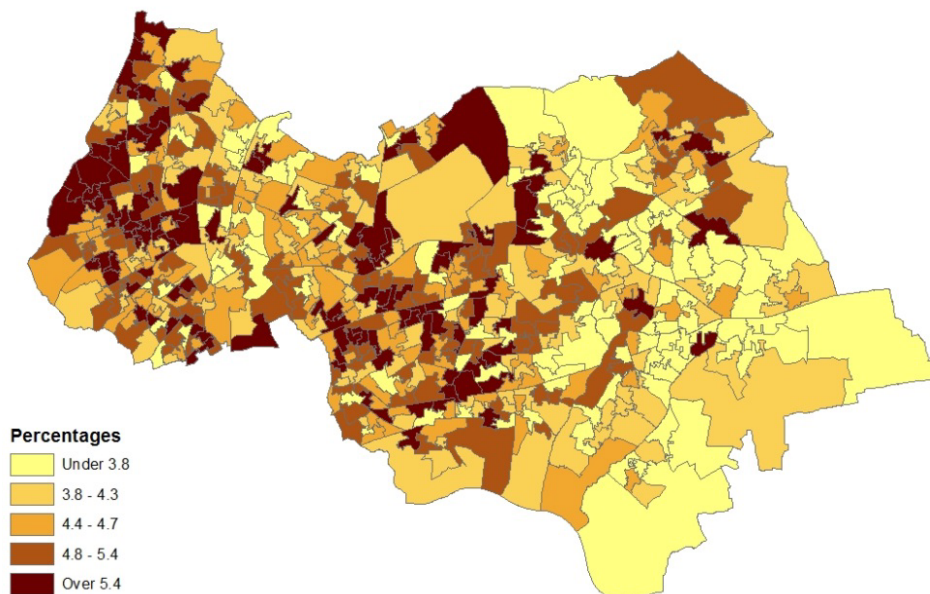 Percentages
Under 3.8
3.8 - 4.3
4.4 - 4.7
4.8 - 5.4
Over 5.4